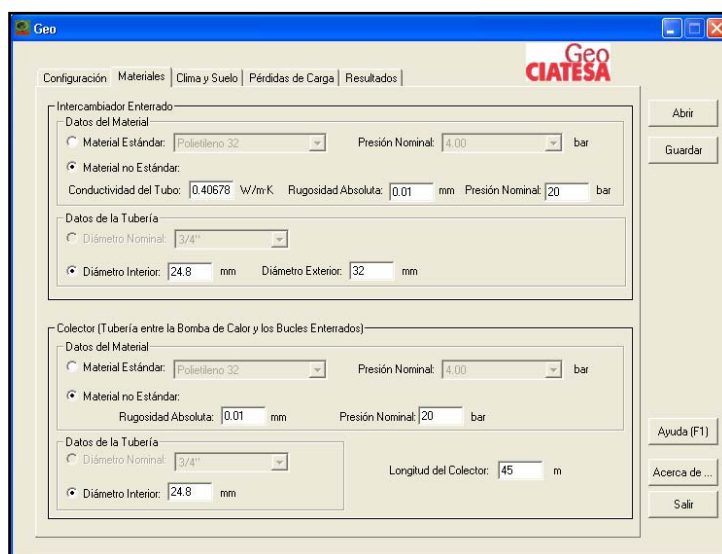 Geo
Geo
CIATESA
Configuración Materiales Clima y Suelo Pérdidas de Carga Resultados
Intercambiador Enterrado
Datos del Material
Material Estándar: Polietileno 32 Presión Nominal: 4.00 bar
Material no Estándar:
Conductividad del Tubo: 0.40678 W/m·K Rugosidad Absoluta: 0.01 mm Presión Nominal: 20 bar
Datos de la Tubería
Diámetro Nominal: 3/4"
Diámetro Interior: 24.8 mm Diámetro Exterior: 32 mm
Colector (Tubería entre la Bomba de Calor y los Bucles Enterrados)
Datos del Material
Material Estándar: Polietileno 32 Presión Nominal: 4.00 bar
Material no Estándar:
Rugosidad Absoluta: 0.01 mm Presión Nominal: 20 bar
Datos de la Tubería
Diámetro Nominal: 3/4"
Diámetro Interior: 24.8 mm
Longitud del Colector: 45 m
Abrir
Guardar
Ayuda (F1)
Acerca de ...
Salir